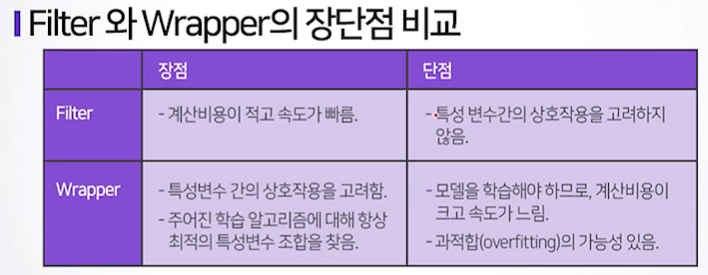 Filter 와 Wrapper의 장단점 비교
장점
단점
Filter
- 계산비용이 적고 속도가 빠름.
- 특성 변수간의 상호작용을 고려하지
않음.
Wrapper
- 특성변수 간의 상호작용을 고려함.
- 주어진 학습 알고리즘에 대해 항상
최적의 특성변수 조합을 찾음.
- 모델을 학습해야 하므로, 계산비용이
크고 속도가 느림.
- 과적합(overfitting)의 가능성 있음.